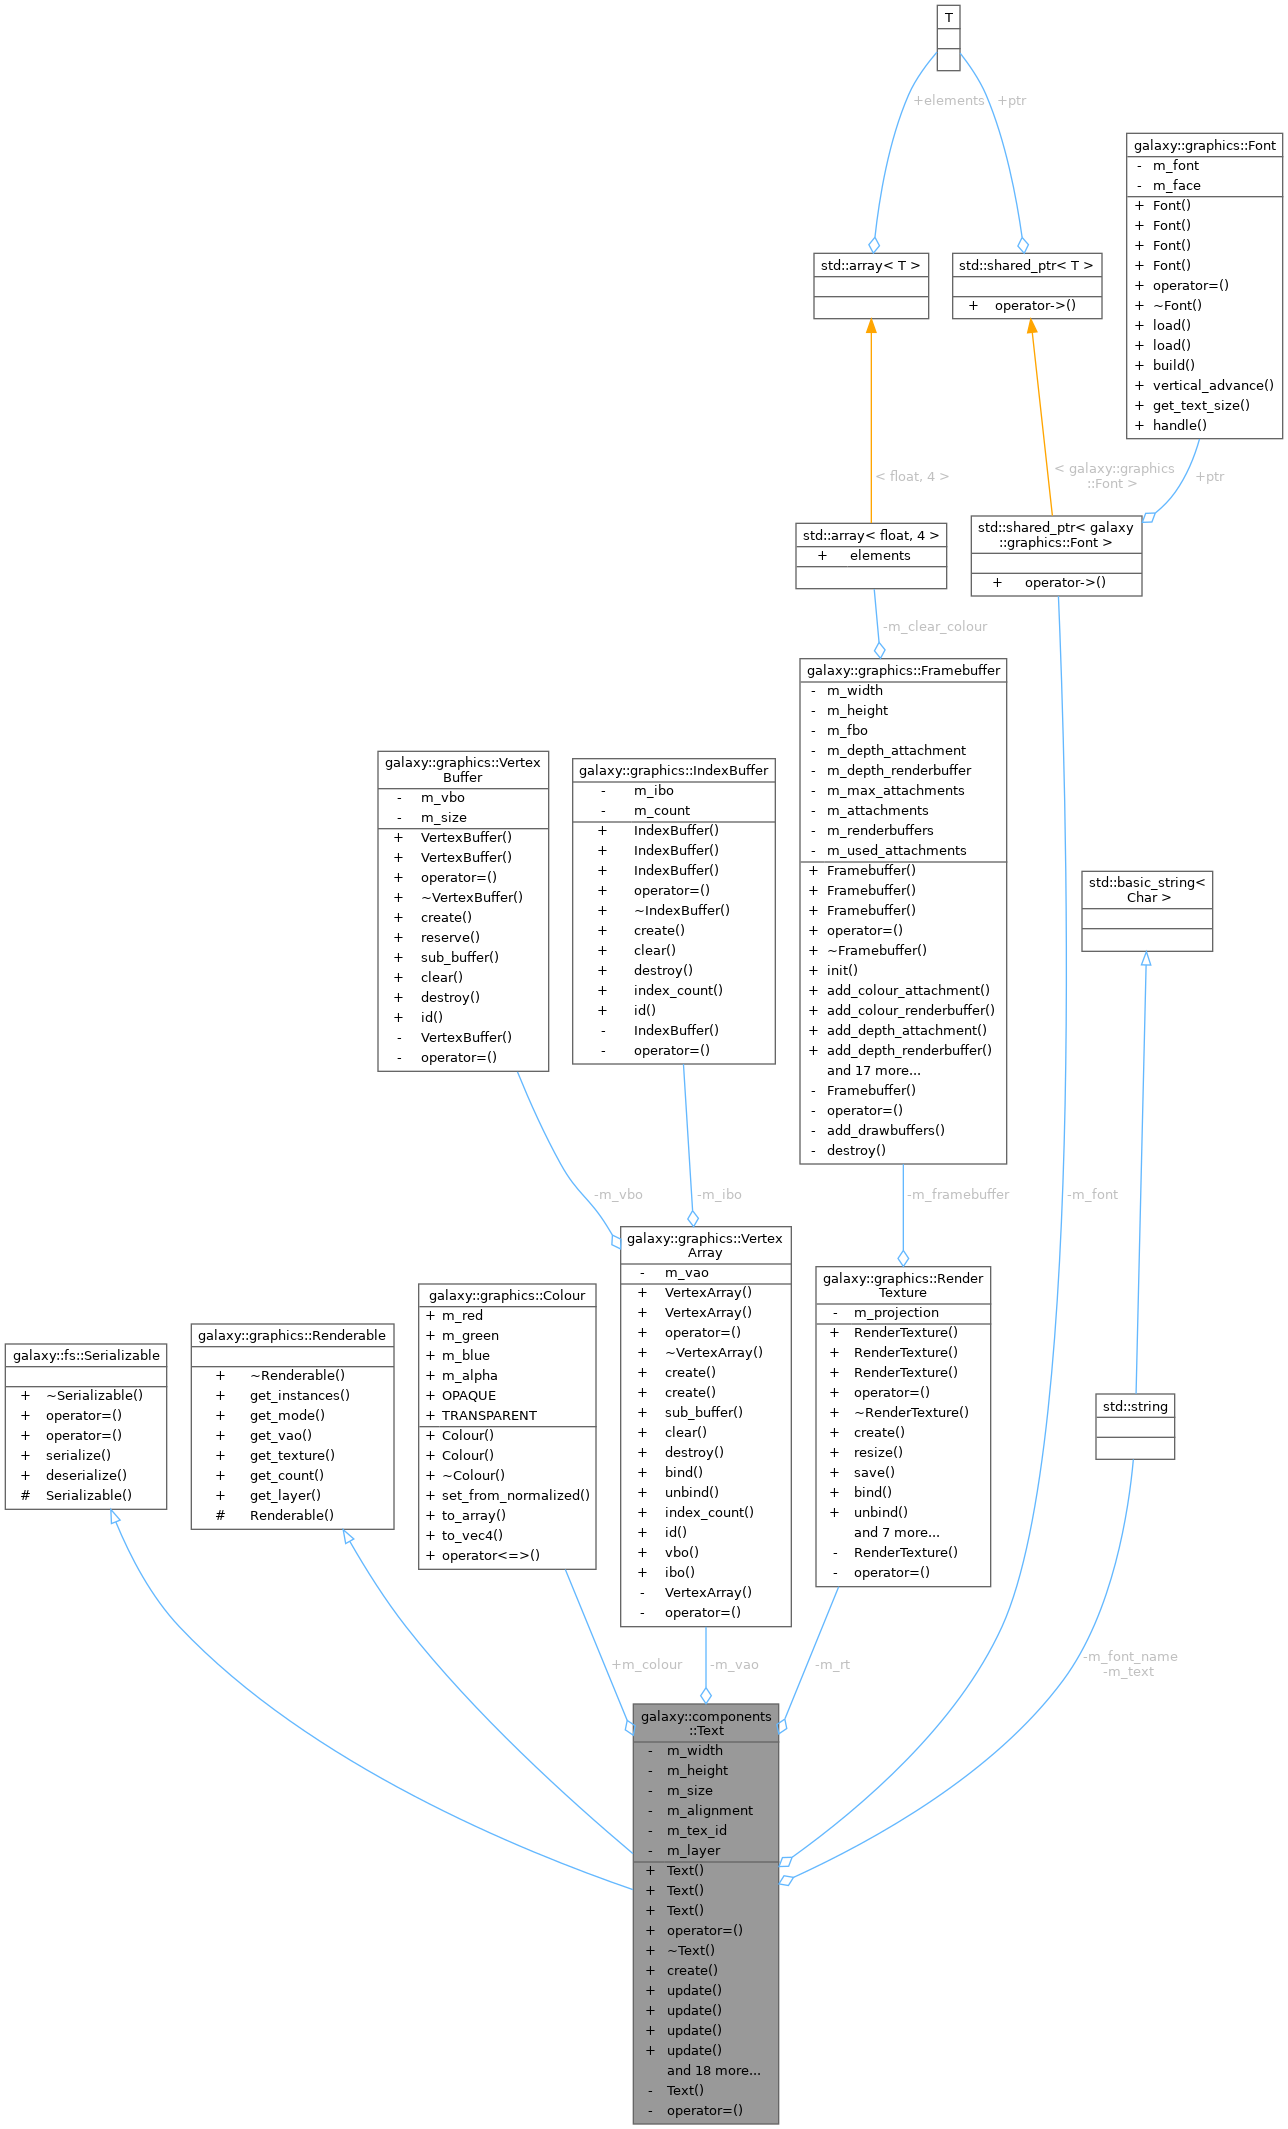 T
+elements
+ptr
galaxy::graphics::Font
- m_font
- m_face
+ Font()
+ Font()
+ Font()
+ Font()
+ operator=()
+ ~Font()
+ load()
+ load()
+ build()
+ vertical_advance()
+ get_text_size()
+ handle()
std::array< T >
std::shared_ptr< T >
+ operator->()
< float, 4 >
< galaxy::graphics
::Font >
+ptr
std::array< float, 4 >
+ elements
std::shared_ptr< galaxy
::graphics::Font >
+ operator->()
-m_clear_colour
galaxy::graphics::Framebuffer
- m_width
- m_height
- m_fbo
- m_depth_attachment
- m_depth_renderbuffer
- m_max_attachments
- m_attachments
- m_renderbuffers
- m_used_attachments
+ Framebuffer()
+ Framebuffer()
+ Framebuffer()
+ operator=()
+ ~Framebuffer()
+ init()
+ add_colour_attachment()
+ add_colour_renderbuffer()
+ add_depth_attachment()
+ add_depth_renderbuffer()
and 17 more...
- Framebuffer()
- operator=()
- add_drawbuffers()
- destroy()
galaxy::graphics::Vertex
Buffer
- m_vbo
- m_size
+ VertexBuffer()
+ VertexBuffer()
+ operator=()
+ ~VertexBuffer()
+ create()
+ reserve()
+ sub_buffer()
+ clear()
+ destroy()
+ id()
- VertexBuffer()
- operator=()
galaxy::graphics::IndexBuffer
- m_ibo
- m_count
+ IndexBuffer()
+ IndexBuffer()
+ IndexBuffer()
+ operator=()
+ ~IndexBuffer()
+ create()
+ clear()
+ destroy()
+ index_count()
+ id()
- IndexBuffer()
- operator=()
std::basic_string<
Char >
-m_vbo
-m_ibo
-m_framebuffer
-m_font
galaxy::graphics::Vertex
Array
- m_vao
+ VertexArray()
+ VertexArray()
+ operator=()
+ ~VertexArray()
+ create()
+ create()
+ sub_buffer()
+ clear()
+ destroy()
+ bind()
+ unbind()
+ index_count()
+ id()
+ vbo()
+ ibo()
- VertexArray()
- operator=()
galaxy::graphics::Render
Texture
- m_projection
+ RenderTexture()
+ RenderTexture()
+ RenderTexture()
+ operator=()
+ ~RenderTexture()
+ create()
+ resize()
+ save()
+ bind()
+ unbind()
and 7 more...
- RenderTexture()
- operator=()
galaxy::graphics::Colour
+ m_red
+ m_green
+ m_blue
+ m_alpha
+ OPAQUE
+ TRANSPARENT
+ Colour()
+ Colour()
+ ~Colour()
+ set_from_normalized()
+ to_array()
+ to_vec4()
+ operator<=>()
galaxy::graphics::Renderable
+ ~Renderable()
+ get_instances()
+ get_mode()
+ get_vao()
+ get_texture()
+ get_count()
+ get_layer()
# Renderable()
galaxy::fs::Serializable
+ ~Serializable()
+ operator=()
+ operator=()
+ serialize()
+ deserialize()
# Serializable()
std::string
+m_colour
-m_vao
-m_rt
-m_font_name
-m_text
galaxy::components
::Text
- m_width
- m_height
- m_size
- m_alignment
- m_tex_id
- m_layer
+ Text()
+ Text()
+ Text()
+ operator=()
+ ~Text()
+ create()
+ update()
+ update()
+ update()
+ update()
and 18 more...
- Text()
- operator=()